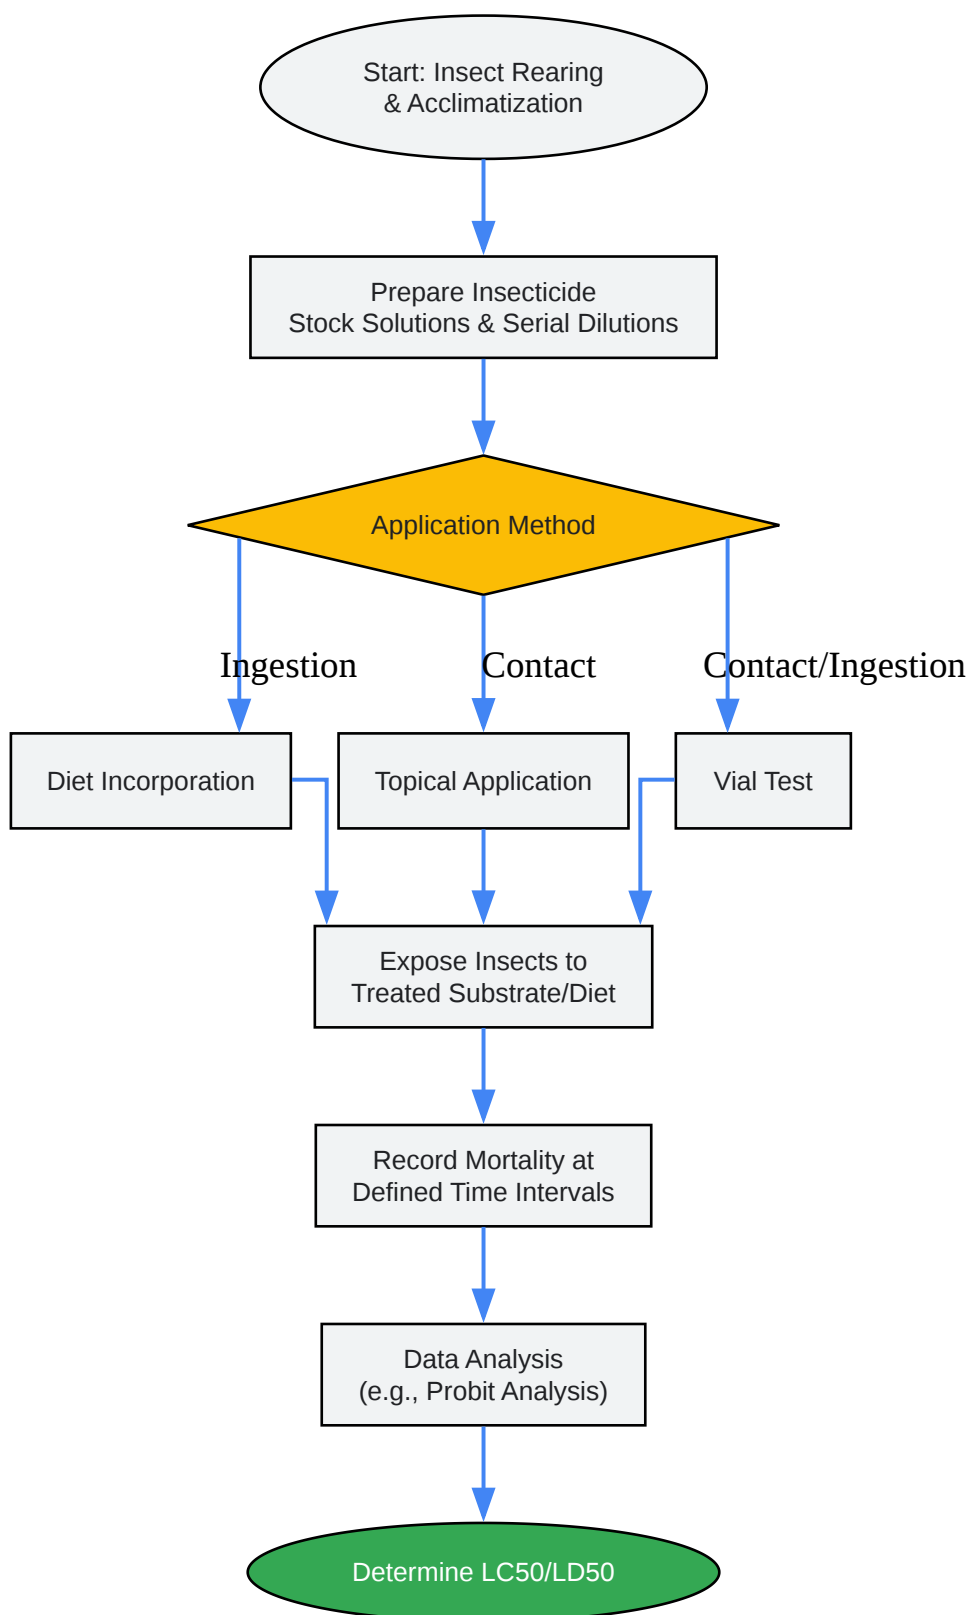 Start: Insect Rearing
& Acclimatization
Prepare Insecticide
Stock Solutions & Serial Dilutions
Application Method
Ingestion
Contact
Contact/Ingestion
Diet Incorporation
Topical Application
Vial Test
Expose Insects to
Treated Substrate/Diet
Record Mortality at
Defined Time Intervals
Data Analysis
(e.g., Probit Analysis)
Determine LC50/LD50